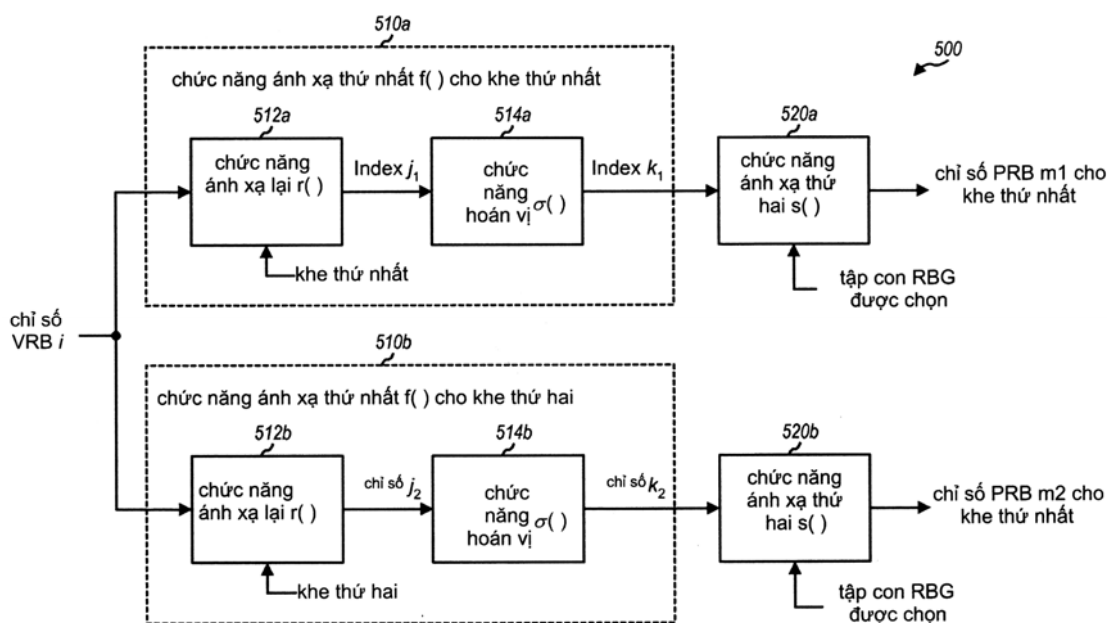 510a
500
chức năng ánh xạ thứ nhất f( ) cho khe thứ nhất
512a
514a
520a
chức năng
ánh xạ lại r( )
Index j₁
chức
năng
hoán vị σ( )
Index k₁
chức năng
ánh xạ thứ
hai s( )
chỉ số PRB m1 cho
khe thứ nhất
khe thứ nhất
tập con RBG
được chọn
chỉ số
VRB i
510b
chức năng ánh xạ thứ nhất f( ) cho khe thứ hai
512b
514b
520b
chức năng
ánh xạ lại r( )
chỉ số j₂
chức
năng
hoán vị σ( )
chỉ số k₂
chức năng
ánh xạ thứ
hai s( )
chỉ số PRB m2 cho
khe thứ nhất
khe thứ hai
tập con RBG
được chọn